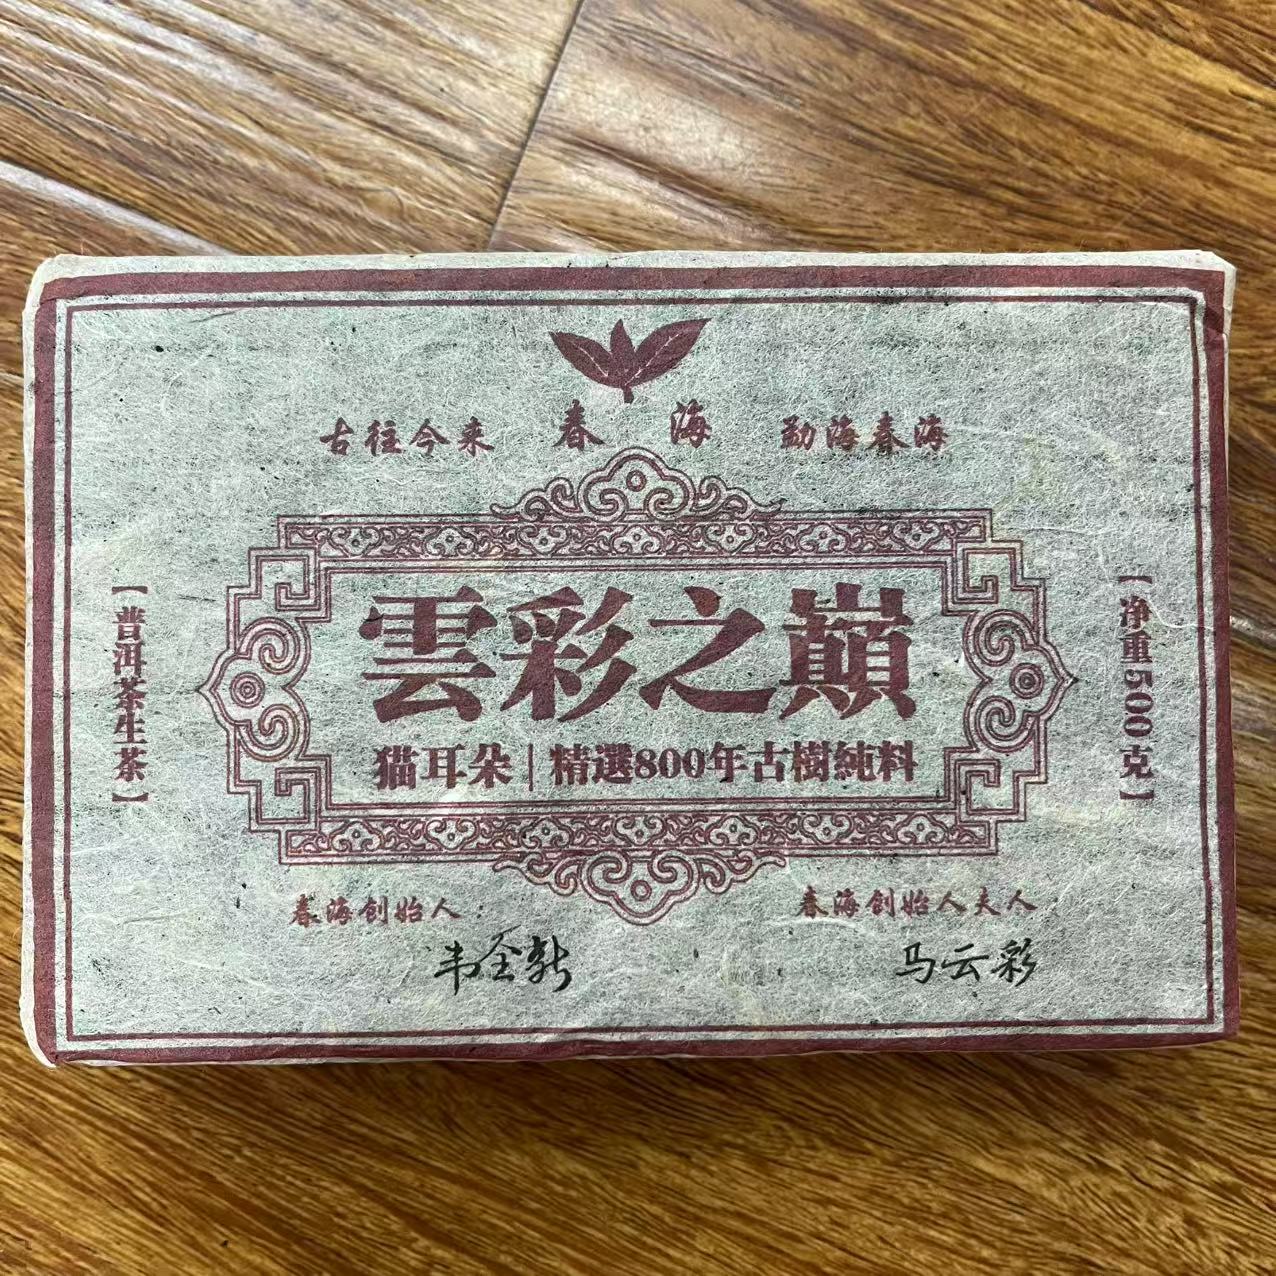 古往今来 春海 勐海春海
【普洱茶生茶】
雲彩之巔
猫耳朵|精選800年古樹純料
【净重500克】
春海创始人
韦全新
春海创始人夫人
马云彩